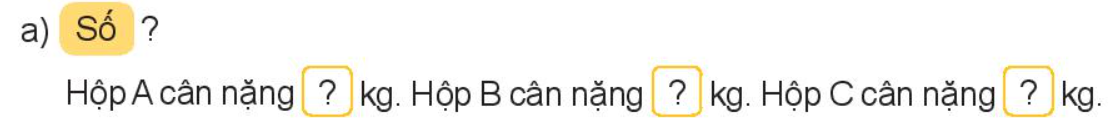 a) Số ?
Hộp A cân nặng ? kg. Hộp B cân nặng ? kg. Hộp C cân nặng ? kg.